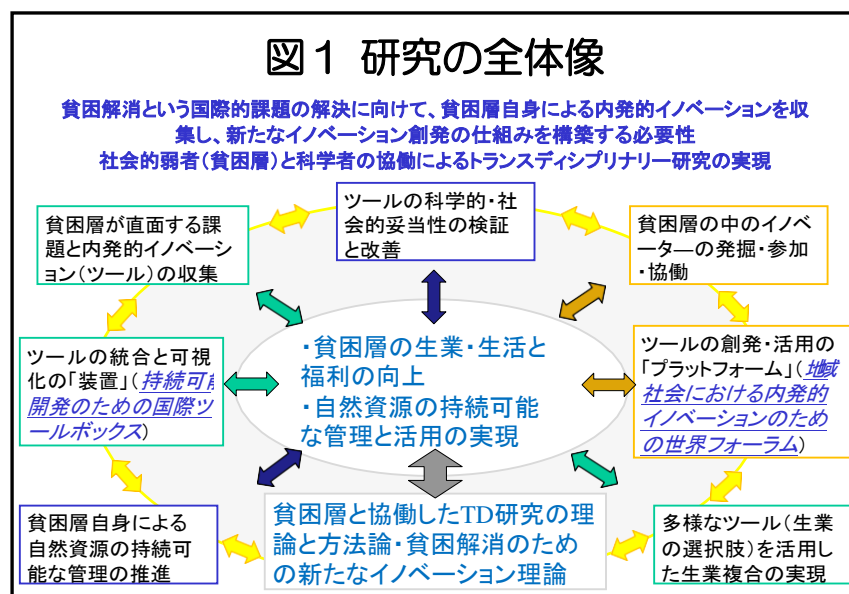 図１ 研究の全体像
貧困解消という国際的課題の解決に向けて、貧困層自身による内発的イノベーションを収
集し、新たなイノベーション創発の仕組みを構築する必要性
社会的弱者（貧困層）と科学者の協働によるトランスディシプリナリー研究の実現
貧困層が直面する課
題と内発的イノベーシ
ョン（ツール）の収集
ツールの科学的・社
会的妥当性の検証
と改善
貧困層の中のイノベ
ーターの発掘・参加
・協働
ツールの統合と可視
化の「装置」（持続可能
開発のための国際ツ
ールボックス）
・貧困層の生業・生活と
福利の向上
・自然資源の持続可能
な管理と活用の実現
ツールの創発・活用の
「プラットフォーム」（地域
社会における内発的
イノベーションのため
の世界フォーラム）
貧困層自身による
自然資源の持続可
能な管理の推進
貧困層と協働したTD研究の理
論と方法論・貧困解消のため
の新たなイノベーション理論
多様なツール（生業
の選択肢）を活用し
た生業複合の実現